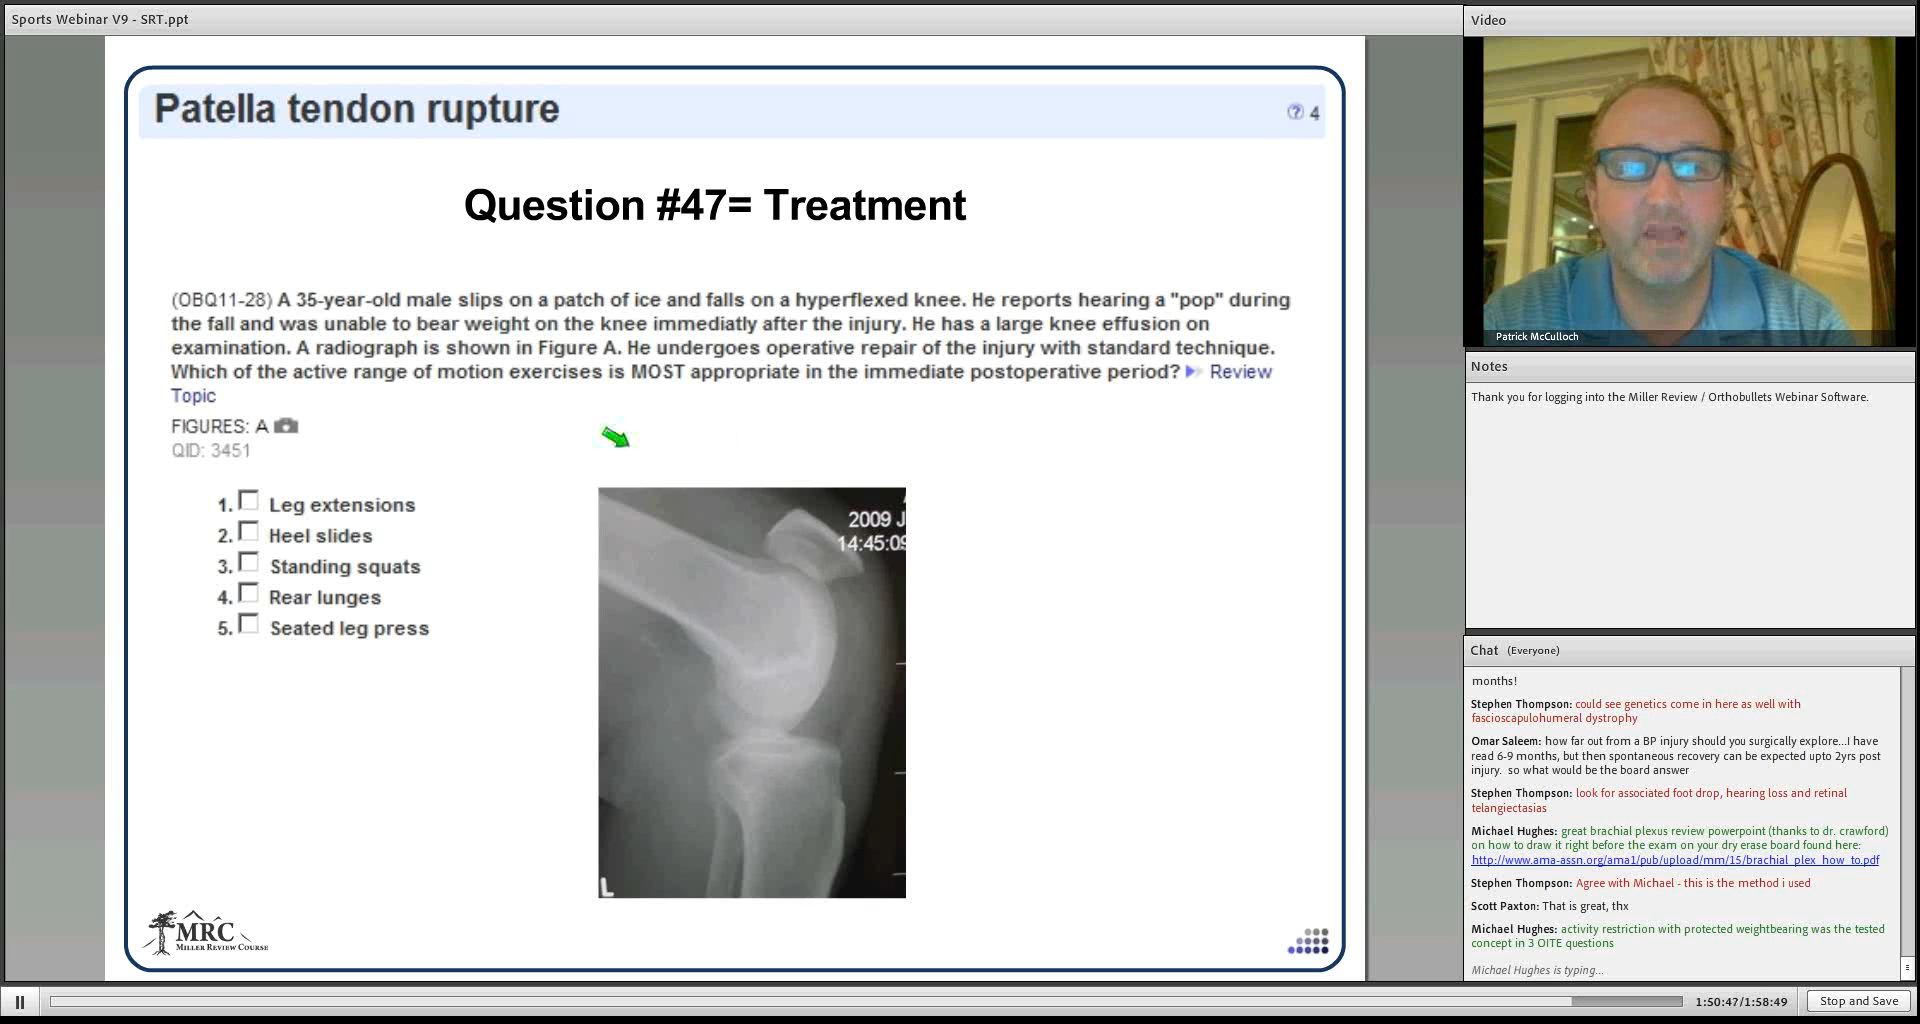 Sports Webinar V9 - SRT.ppt
Patella tendon rupture
? 4
Question #47= Treatment
(OBQ11-28) A 35-year-old male slips on a patch of ice and falls on a hyperflexed knee. He reports hearing a "pop" during
the fall and was unable to bear weight on the knee immediatly after the injury. He has a large knee effusion on
examination. A radiograph is shown in Figure A. He undergoes operative repair of the injury with standard technique.
Which of the active range of motion exercises is MOST appropriate in the immediate postoperative period? Review
Topic
FIGURES: A
QID: 3451
1. Leg extensions
2. Heel slides
3. Standing squats
4. Rear lunges
5. Seated leg press
2009 J
14:45:09
L
MRC
MILLER REVIEW COURSE
Video
Patrick McCulloch
Notes
Thank you for logging into the Miller Review / Orthobullets Webinar Software.
Chat (Everyone)
months!
Stephen Thompson: could see genetics come in here as well with
fascioscapulohumeral dystrophy
Omar Saleem: how far out from a BP injury should you surgically explore...I have
read 6-9 months, but then spontaneous recovery can be expected upto 2yrs post
injury. so what would be the board answer
Stephen Thompson: look for associated foot drop, hearing loss and retinal
telangiectasias
Michael Hughes: great brachial plexus review powerpoint (thanks to dr. crawford)
on how to draw it right before the exam on your dry erase board found here:
http://www.ama-assn.org/ama1/pub/upload/mm/15/brachial_plex_how_to.pdf
Stephen Thompson: Agree with Michael - this is the method i used
Scott Paxton: That is great, thx
Michael Hughes: activity restriction with protected weightbearing was the tested
concept in 3 OITE questions
Michael Hughes is typing...
1:50:47/1:58:49
Stop and Save